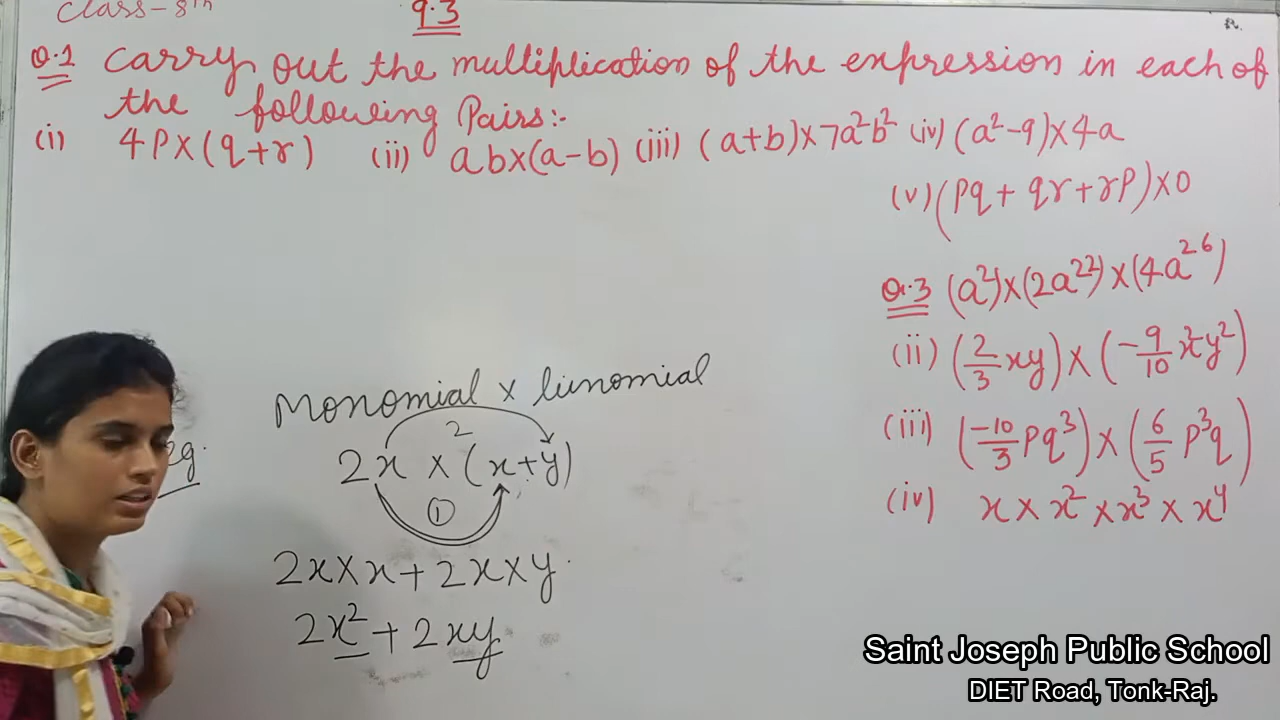 Class-8th
9.3
Q.1 Carry out the multiplication of the expression in each of
the following Pairs:-
(i) 4P×(q+r) (ii) ab×(a-b) (iii) (a+b)×7a²b² (iv) (a²-9)×4a
(v) (pq + qr + rp)×0
Q.3 (a²)×(2a²²)×(4a²⁶)
(ii) (2/3 xy) × (-9/10 x²y²)
(iii) (-10/3 pq³) × (6/5 p³q)
(iv) x × x² × x³ × x⁴
Monomial × binomial
eg.
2
2x × (x+y)
①
2x×x+2x×y
2x²+2xy
Saint Joseph Public School
DIET Road, Tonk-Raj.